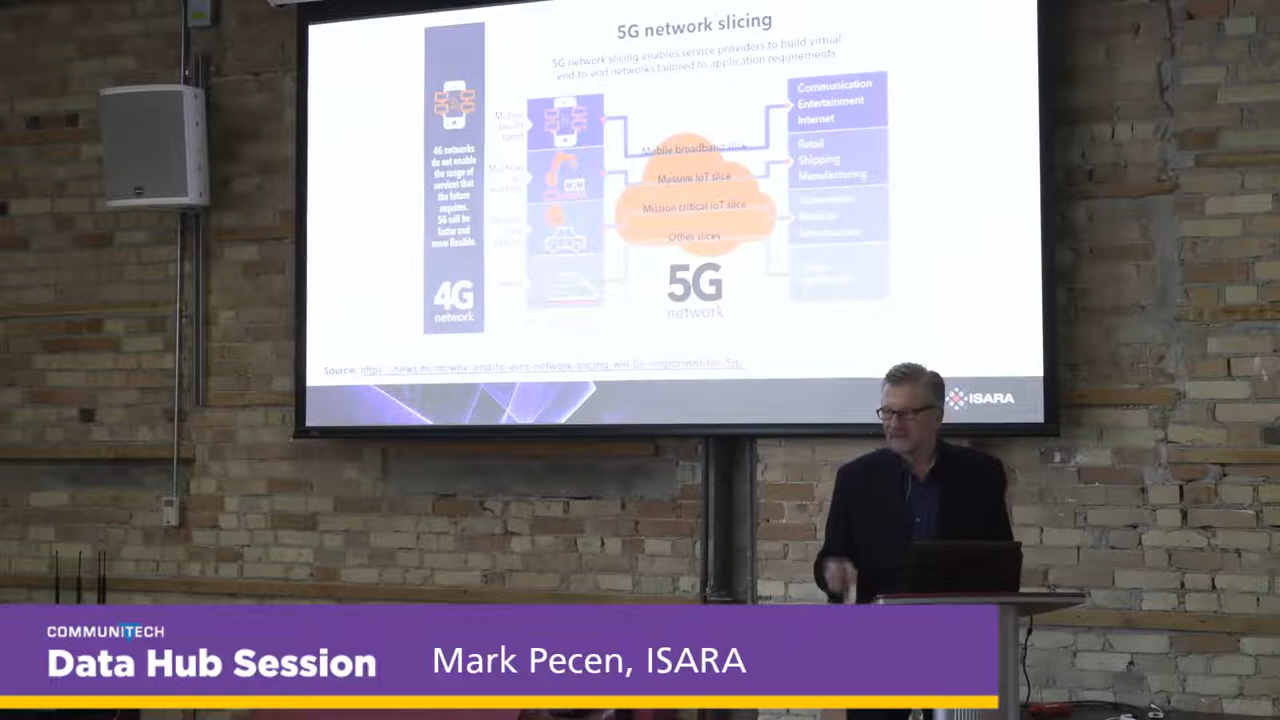 5G network slicing
5G network slicing enables service providers to build virtual
end-to-end networks tailored to application requirements
4G networks
do not enable
the range of
services that
the future
requires.
5G will be
faster and
more flexible.
4G
network
Mobile broadband slice
Massive IoT slice
Mission critical IoT slice
Other slices
5G
network
Communication
Entertainment
Internet
Retail
Shipping
Manufacturing
Source:
ISARA
COMMUNITECH
Data Hub Session
Mark Pecen, ISARA